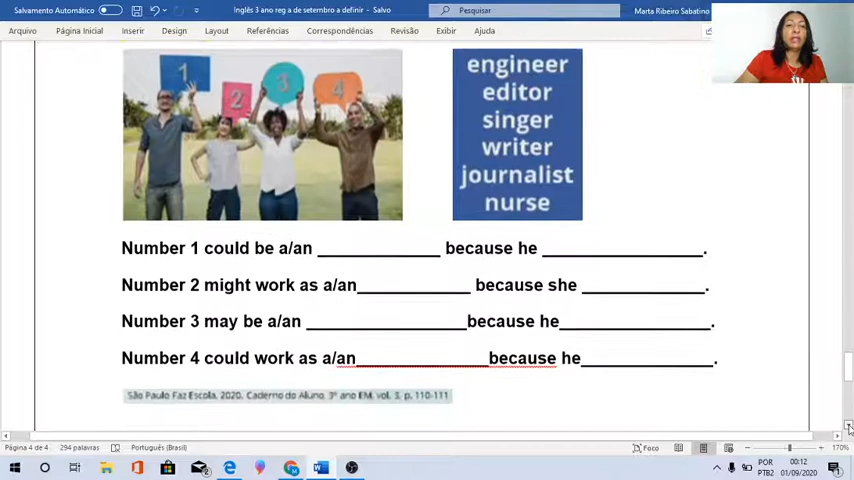 Salvamento Automático
Inglês 3 ano reg a de setembro a definir - Salvo
Pesquisar
Marta Ribeiro Sabatino
Arquivo Página Inicial Inserir Design Layout Referências Correspondências Revisão Exibir Ajuda
1
2
3
4
engineer
editor
singer
writer
journalist
nurse
Number 1 could be a/an ______________ because he __________________.
Number 2 might work as a/an_____________ because she ______________.
Number 3 may be a/an __________________because he_________________.
Number 4 could work as a/an_______________because he_______________.
São Paulo Faz Escola, 2020, Caderno do Aluno, 3º ano EM, vol. 3, p. 110-111
Página 4 de 4 294 palavras Português (Brasil) Foco 170%
POR 00:12
PTB2 01/09/2020